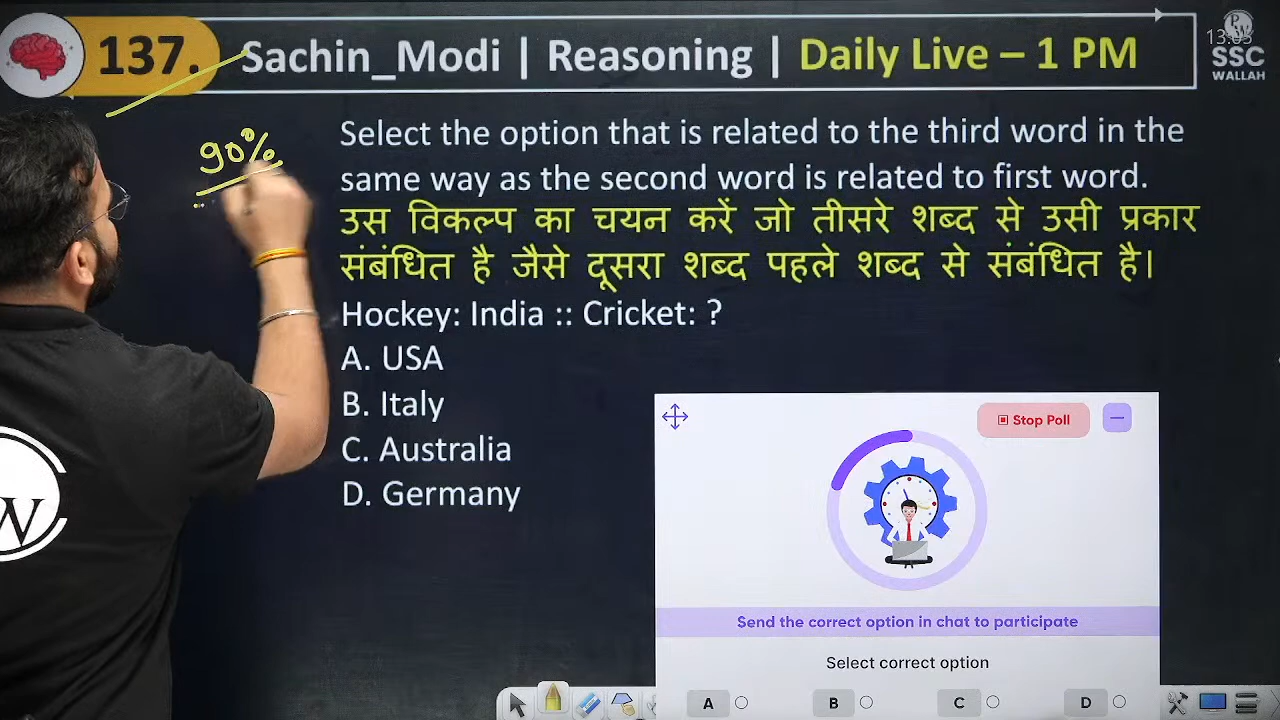 137. Sachin_Modi | Reasoning | Daily Live – 1 PM
PW
SSC
WALLAH
90%
Select the option that is related to the third word in the
same way as the second word is related to first word.
उस विकल्प का चयन करें जो तीसरे शब्द से उसी प्रकार
संबंधित है जैसे दूसरा शब्द पहले शब्द से संबंधित है।
Hockey: India :: Cricket: ?
A. USA
B. Italy
C. Australia
D. Germany
Stop Poll
Send the correct option in chat to participate
Select correct option
A B C D
W